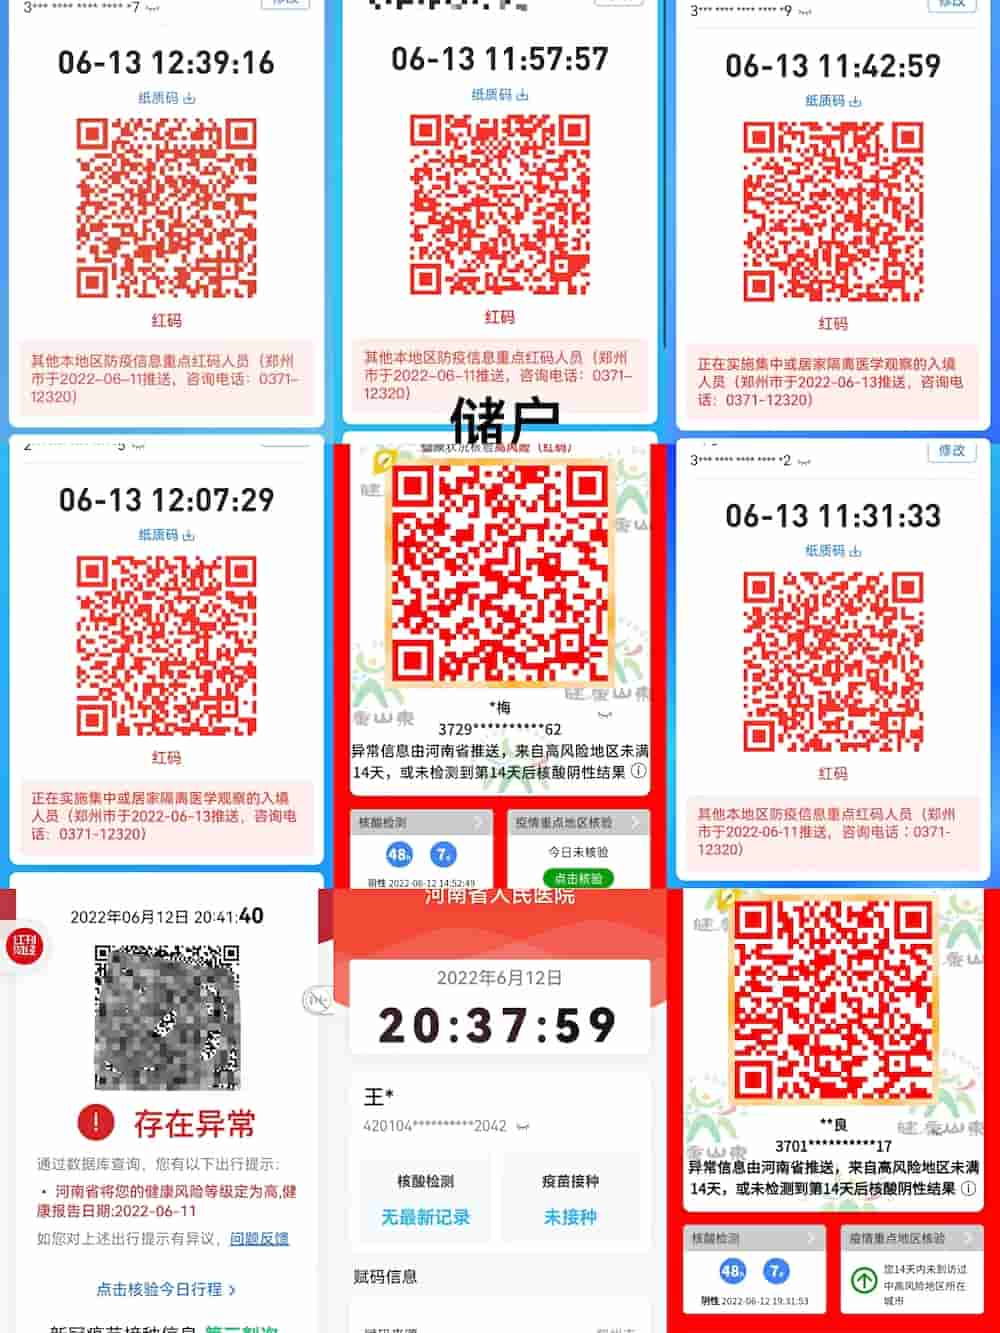 3*** **** **** *7
修改
06-13 12:39:16
纸质码
红码
其他本地区防疫信息重点红码人员（郑州
市于2022-06-11推送，咨询电话：0371-
12320）
06-13 11:57:57
纸质码
红码
其他本地区防疫信息重点红码人员（郑州
市于2022-06-11推送，咨询电话：0371-
12320）
3*** **** **** *9
修改
06-13 11:42:59
纸质码
红码
正在实施集中或居家隔离医学观察的入境
人员（郑州市于2022-06-13推送，咨询电
话：0371-12320）
储户
06-13 12:07:29
纸质码
红码
正在实施集中或居家隔离医学观察的入境
人员（郑州市于2022-06-13推送，咨询电
话：0371-12320）
健康状况核验高风险（红码）
*梅
3729**********62
异常信息由河南省推送，来自高风险地区未满
14天，或未检测到第14天后核酸阴性结果
核酸检测
48h
7天
阴性 2022-06-12 14:52:49
疫情重点地区核验
今日未核验
点击核验
3*** **** **** *2
修改
06-13 11:31:33
纸质码
红码
其他本地区防疫信息重点红码人员（郑州
市于2022-06-11推送，咨询电话：0371-
12320）
2022年06月12日 20:41:40
存在异常
通过数据库查询，您有以下出行提示：
• 河南省将您的健康风险等级定为高,健
康报告日期:2022-06-11
如您对上述出行提示有异议，问题反馈
点击核验今日行程 >
新冠疫苗接种信息 第三剂次
河南省人民医院
2022年6月12日
20:37:59
王*
420104**********2042
核酸检测
无最新记录
疫苗接种
未接种
赋码信息
赋码来源
郑州市
**良
3701**********17
异常信息由河南省推送，来自高风险地区未满
14天，或未检测到第14天后核酸阴性结果
核酸检测
48h
7天
阴性 2022-06-12 19:31:53
疫情重点地区核验
您14天内未到访过
中高风险地区所在
城市